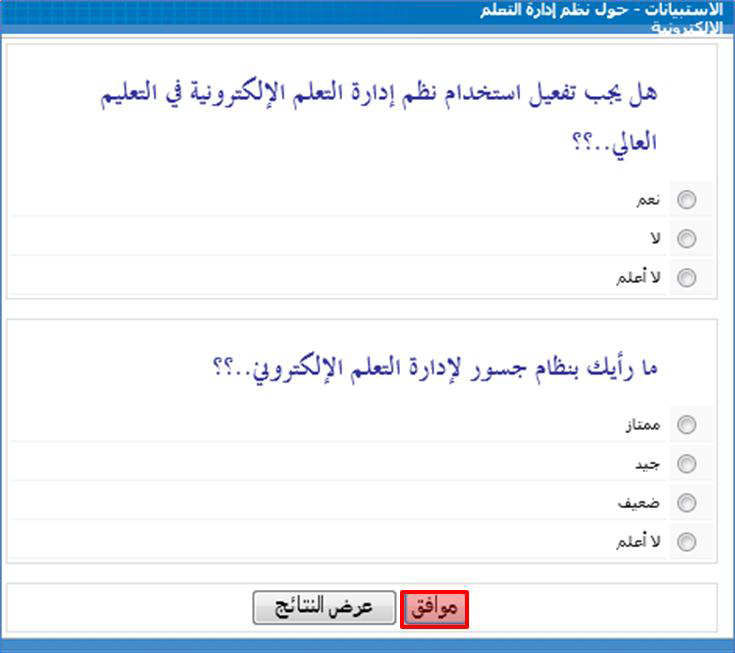 الاستبيانات - حول نظم إدارة التعلم
الالكترونية
هل يجب تفعيل استخدام نظم إدارة التعلم الإلكترونية في التعليم
العالي..؟؟
نعم
لا
لا أعلم
ما رأيك بنظام جسور لإدارة التعلم الإلكتروني..؟؟
ممتاز
جيد
ضعيف
لا أعلم
موافق عرض النتائج